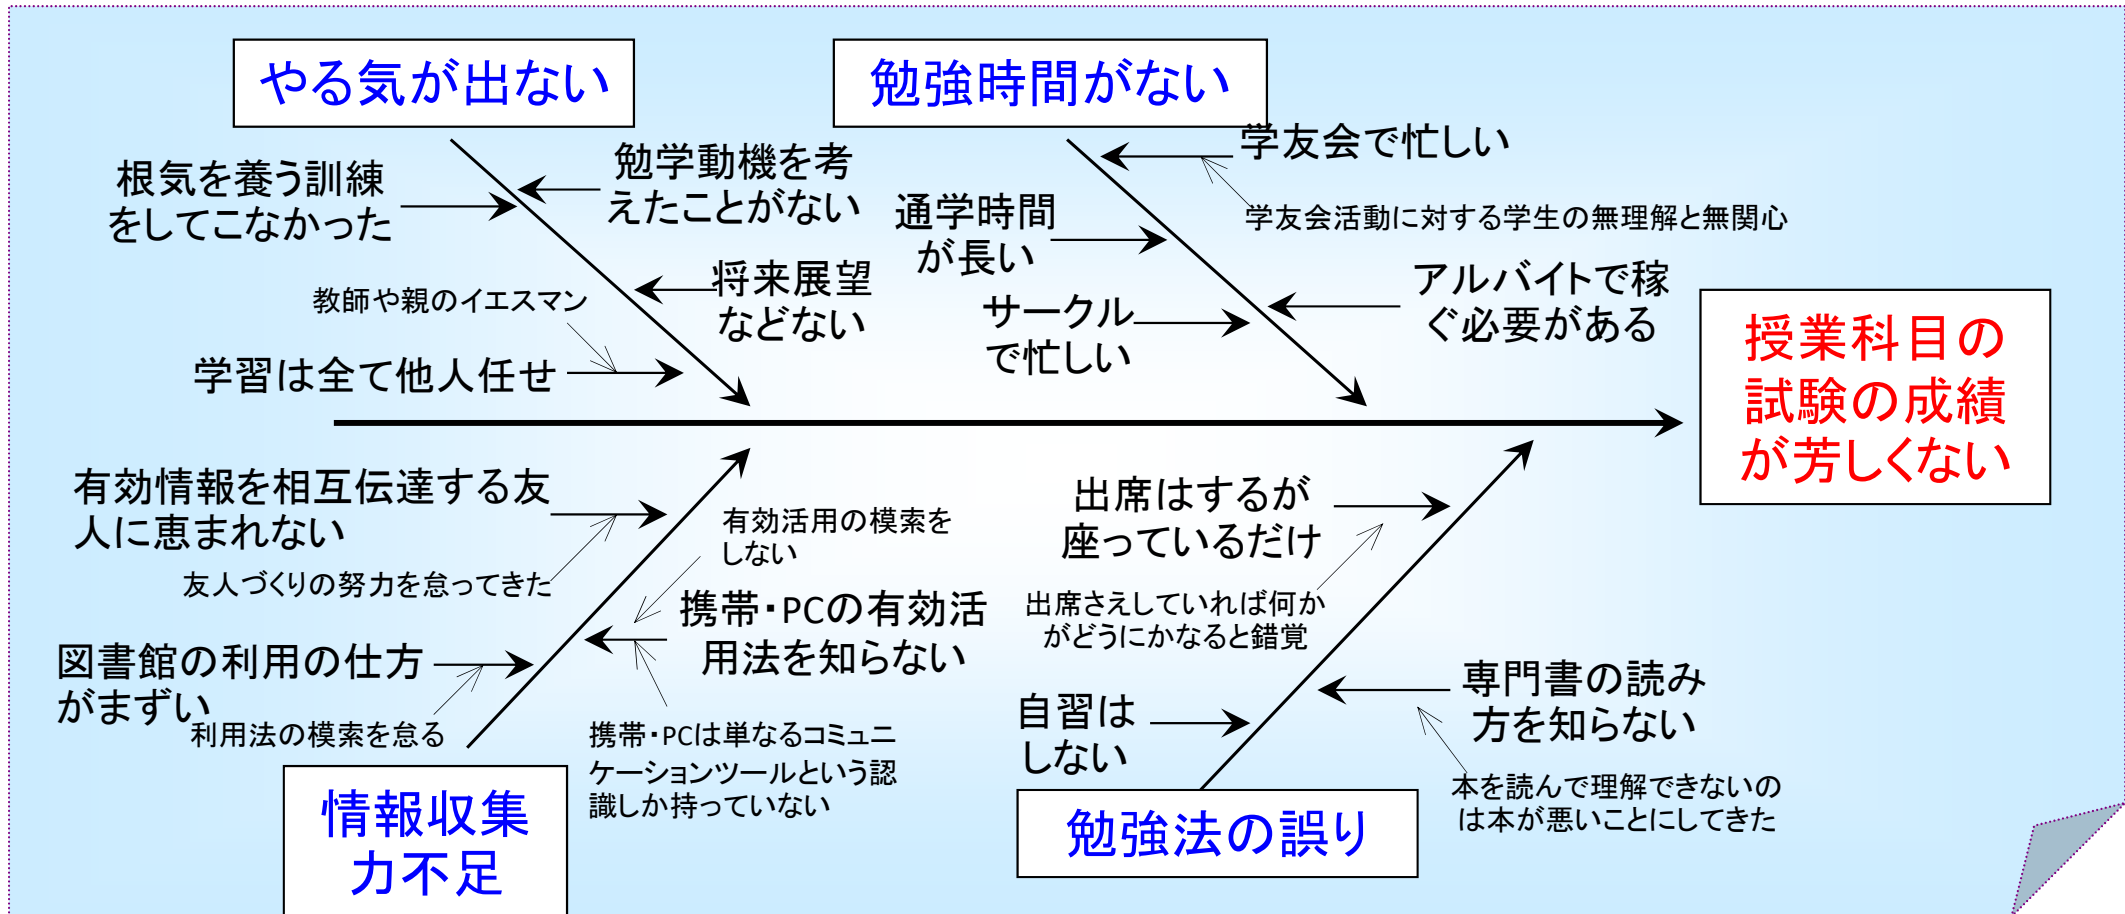 やる気が出ない
勉強時間がない
根気を養う訓練
をしてこなかった
勉学動機を考
えたことがない
教師や親のイエスマン
将来展望
などない
学習は全て他人任せ
学友会で忙しい
学友会活動に対する学生の無理解と無関心
通学時間
が長い
サークル
で忙しい
アルバイトで稼
ぐ必要がある
授業科目の
試験の成績
が芳しくない
有効情報を相互伝達する友
人に恵まれない
友人づくりの努力を怠ってきた
有効活用の模索を
しない
携帯・PCの有効活
用法を知らない
図書館の利用の仕方
がまずい
利用法の模索を怠る
携帯・PCは単なるコミュニ
ケーションツールという認
識しか持っていない
情報収集
力不足
出席はするが
座っているだけ
出席さえしていれば何か
がどうにかなると錯覚
自習は
しない
専門書の読み
方を知らない
本を読んで理解できないの
は本が悪いことにしてきた
勉強法の誤り